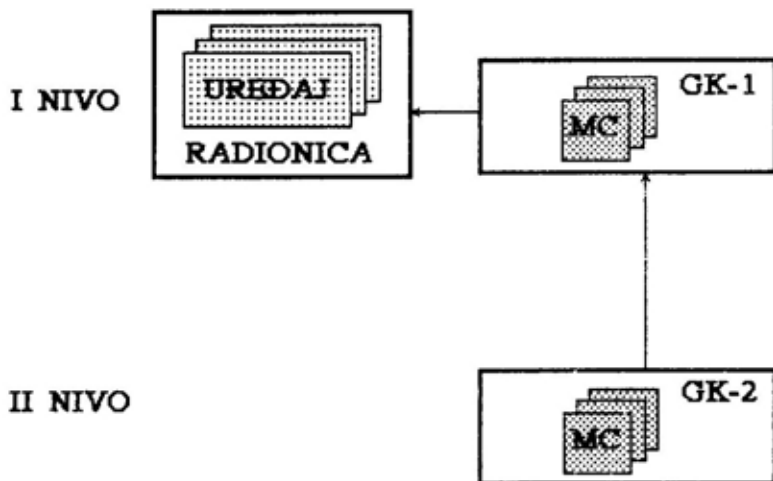 UREĐAJ
GK-1
I NIVO
MC
RADIONICA
GK-2
II NIVO
MC